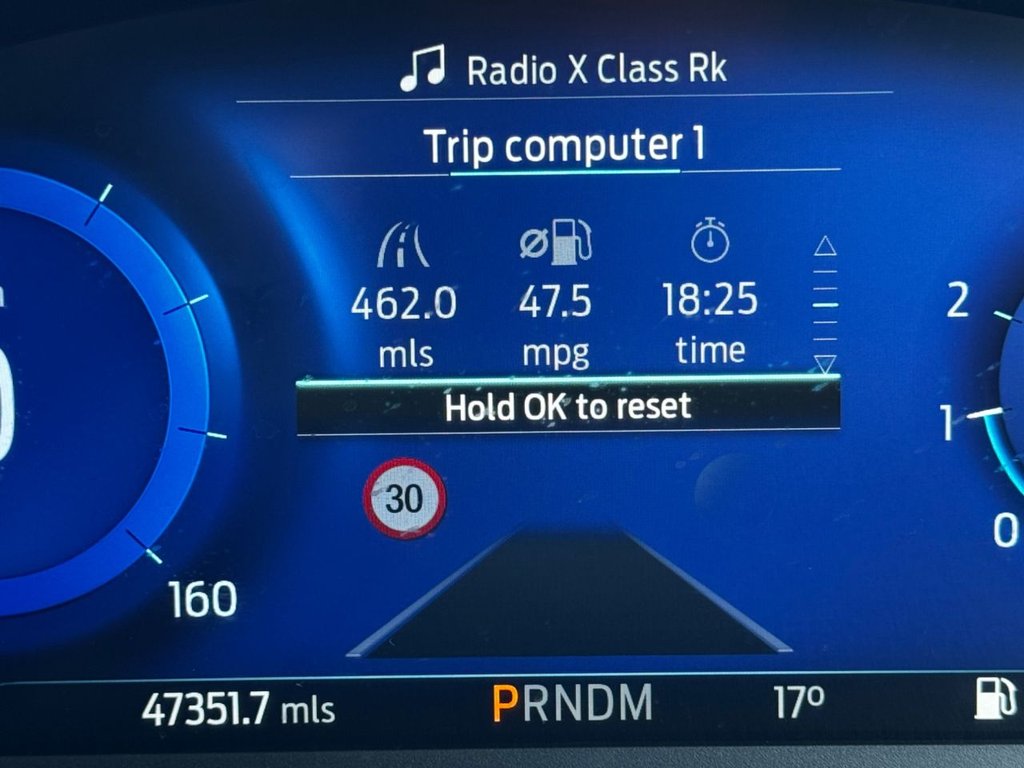 Radio X Class Rk
Trip computer 1
462.0 47.5 18:25
mls mpg time
Hold OK to reset
2
1
0
30
160
47351.7 mls PRNDM 17º